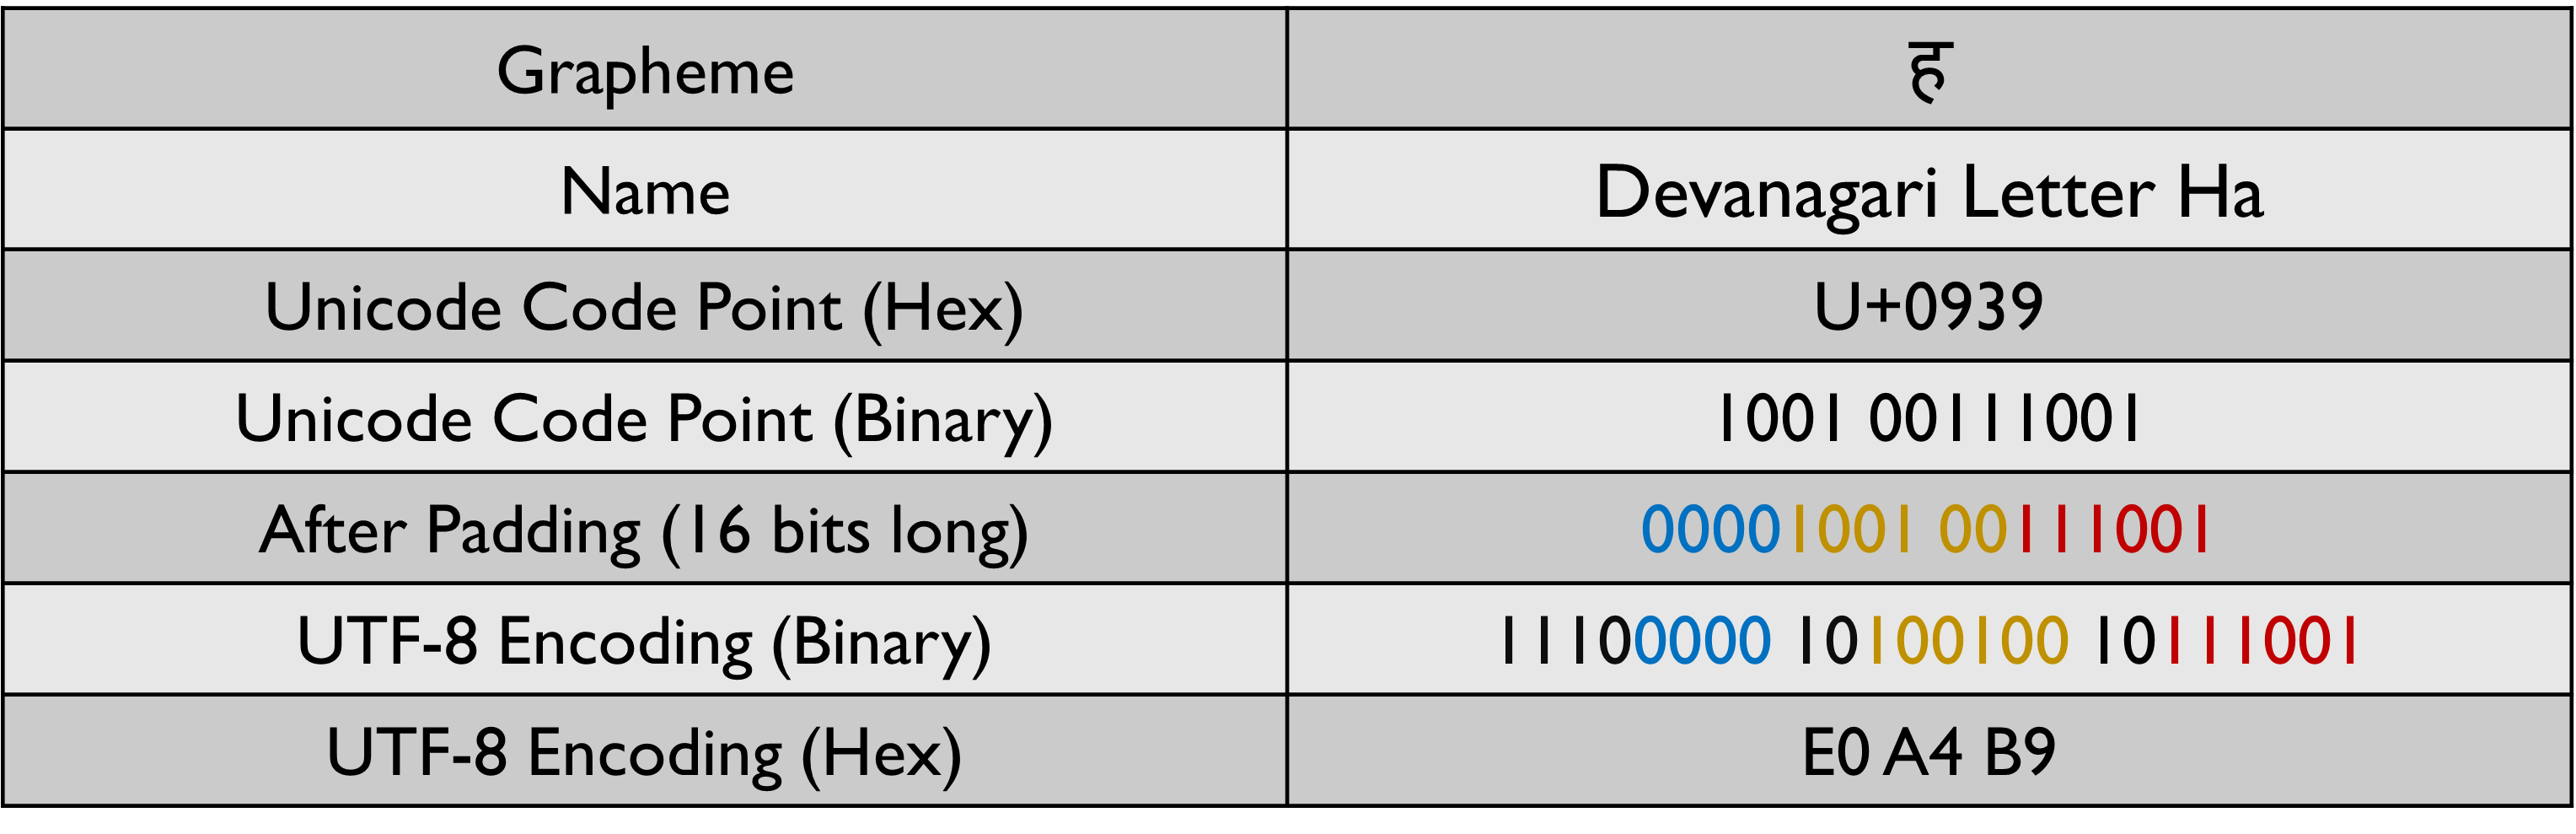 Grapheme ह
Name Devanagari Letter Ha
Unicode Code Point (Hex) U+0939
Unicode Code Point (Binary) 1001 00111001
After Padding (16 bits long) 00001001 00111001
UTF-8 Encoding (Binary) 11100000 10100100 10111001
UTF-8 Encoding (Hex) E0 A4 B9